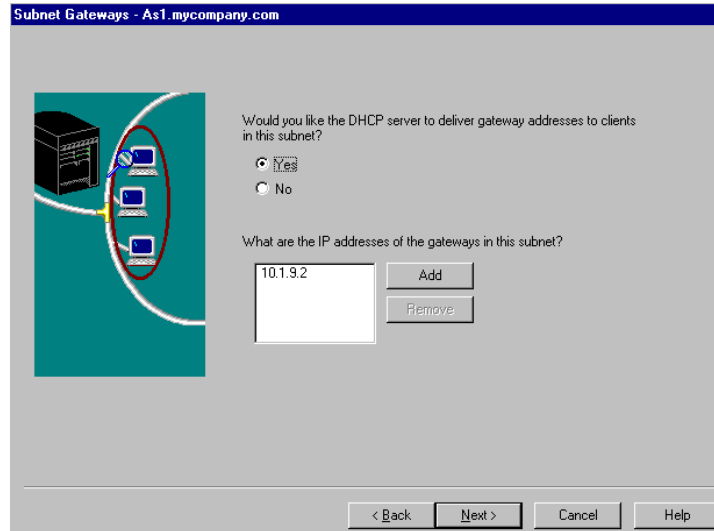 Subnet Gateways - As1.mycompany.com
Would you like the DHCP server to deliver gateway addresses to clients
in this subnet?
Yes
No
What are the IP addresses of the gateways in this subnet?
10.1.9.2
Add
Remove
< Back
Next >
Cancel
Help